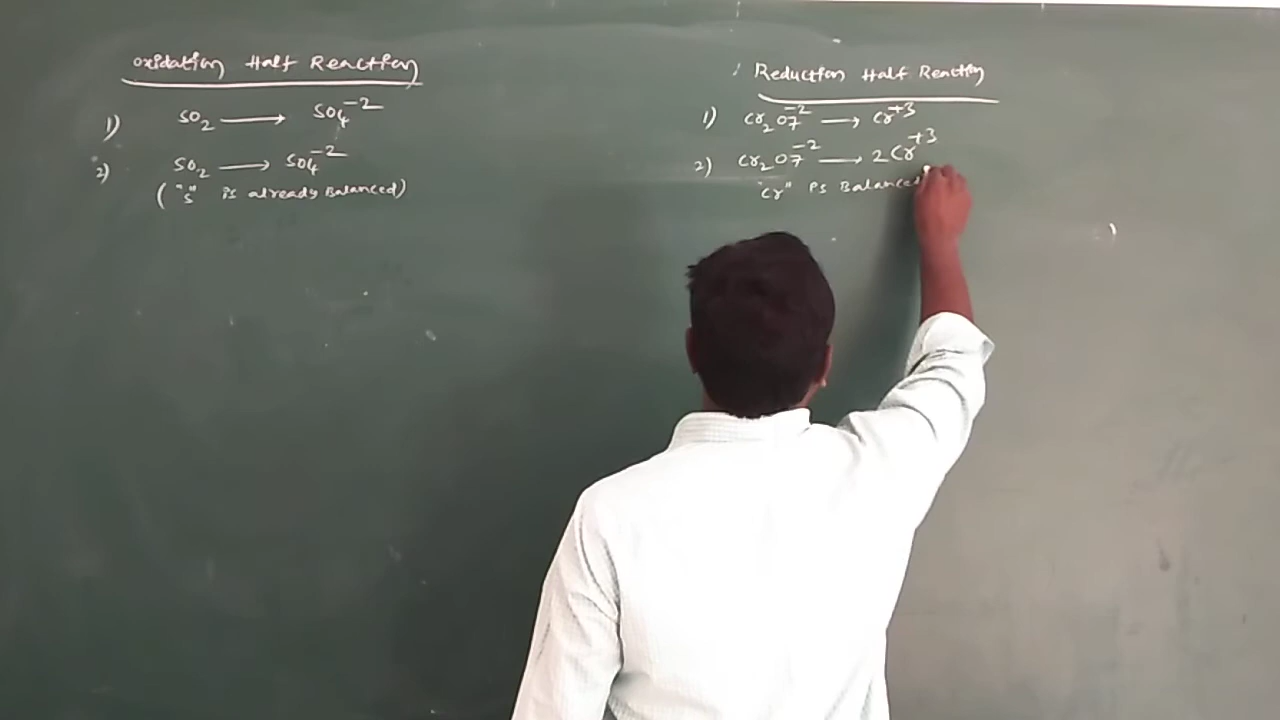 Oxidation Half Reaction
1) SO₂ ⟶ SO₄⁻²
2) SO₂ ⟶ SO₄⁻²
("S" is already Balanced)
Reduction Half Reaction
1) Cr₂O₇⁻² ⟶ Cr⁺³
2) Cr₂O₇⁻² ⟶ 2Cr⁺³
"Cr" is Balanced